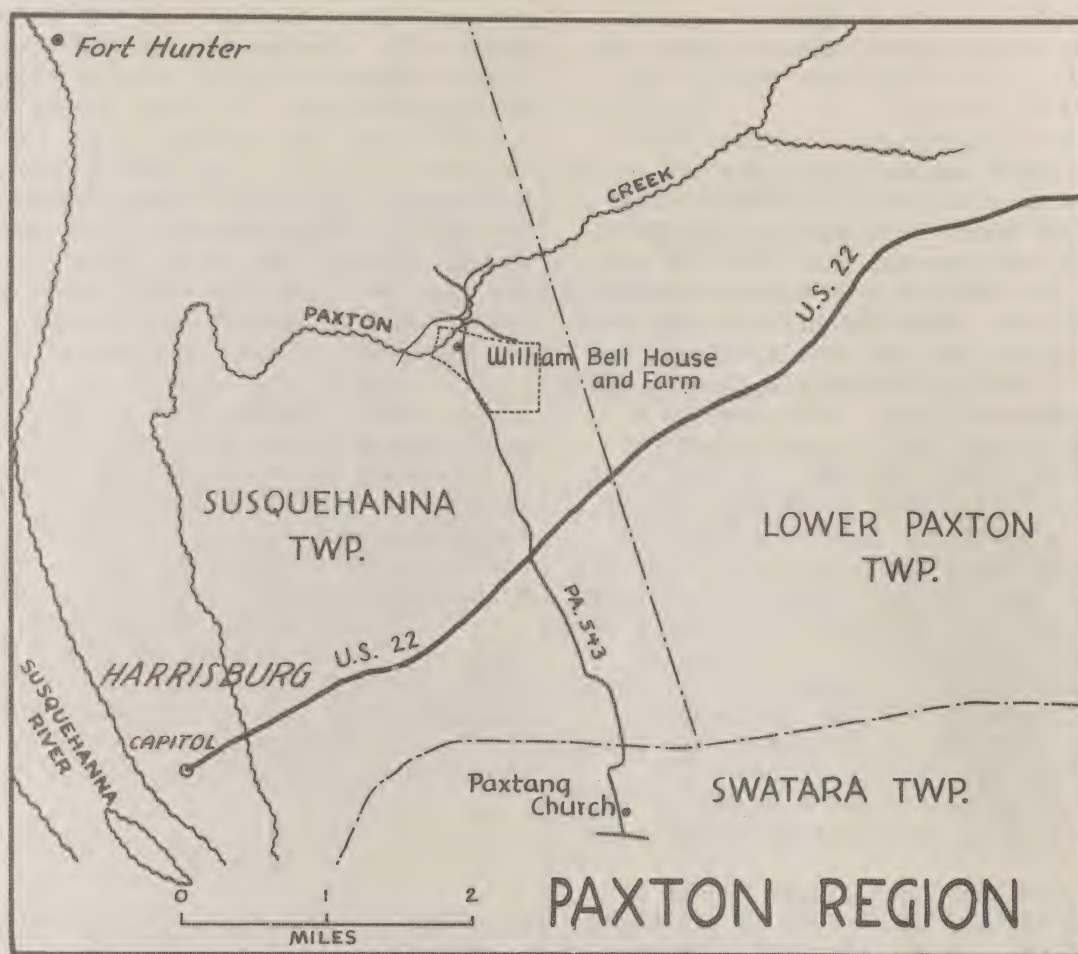 Fort Hunter
CREEK
U.S. 22
PAXTON
William Bell House
and Farm
SUSQUEHANNA
TWP.
LOWER PAXTON
TWP.
PA. 543
U.S. 22
HARRISBURG
SUSQUEHANNA
RIVER
CAPITOL
Paxtang
Church
SWATARA TWP.
0 1 2
MILES
PAXTON REGION